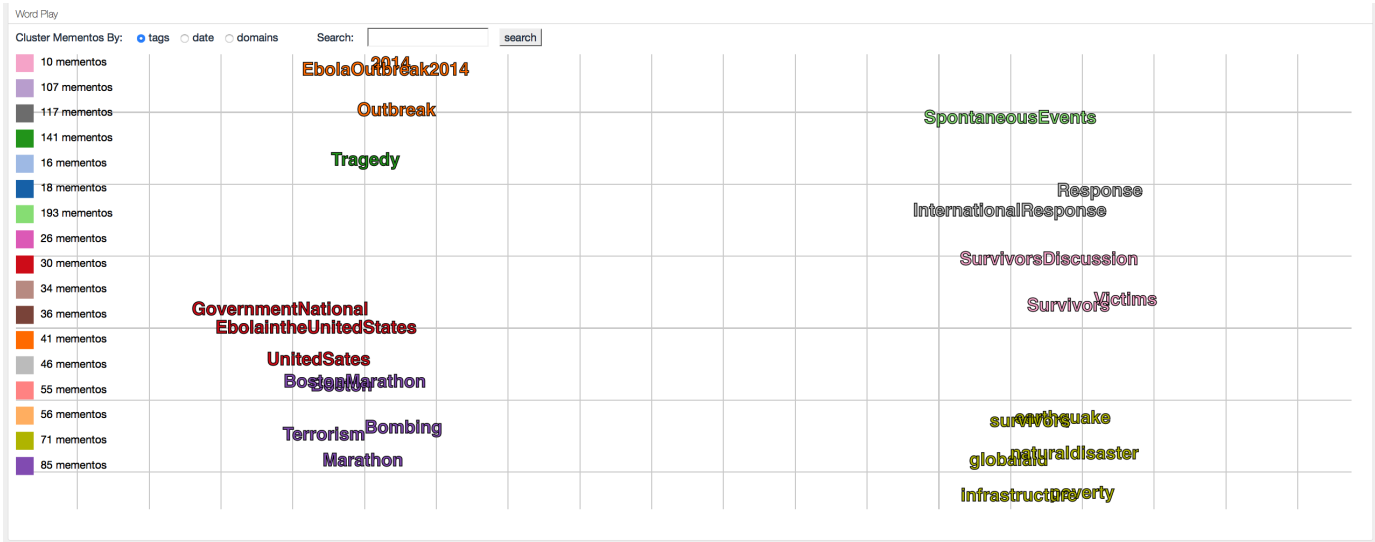 Word Play
Cluster Mementos By: tags date domains Search: search
10 mementos
107 mementos
117 mementos
141 mementos
16 mementos
18 mementos
193 mementos
26 mementos
30 mementos
34 mementos
36 mementos
41 mementos
46 mementos
55 mementos
56 mementos
71 mementos
85 mementos
2014
EbolaOutbreak2014
Outbreak
Tragedy
GovernmentNational
EbolaintheUnitedStates
UnitedSates
BostonMarathon
Boston
Bombing
Terrorism
Marathon
SpontaneousEvents
Response
InternationalResponse
SurvivorsDiscussion
Victims
Survivors
earthquake
survivors
naturaldisaster
globalaid
poverty
infrastructure